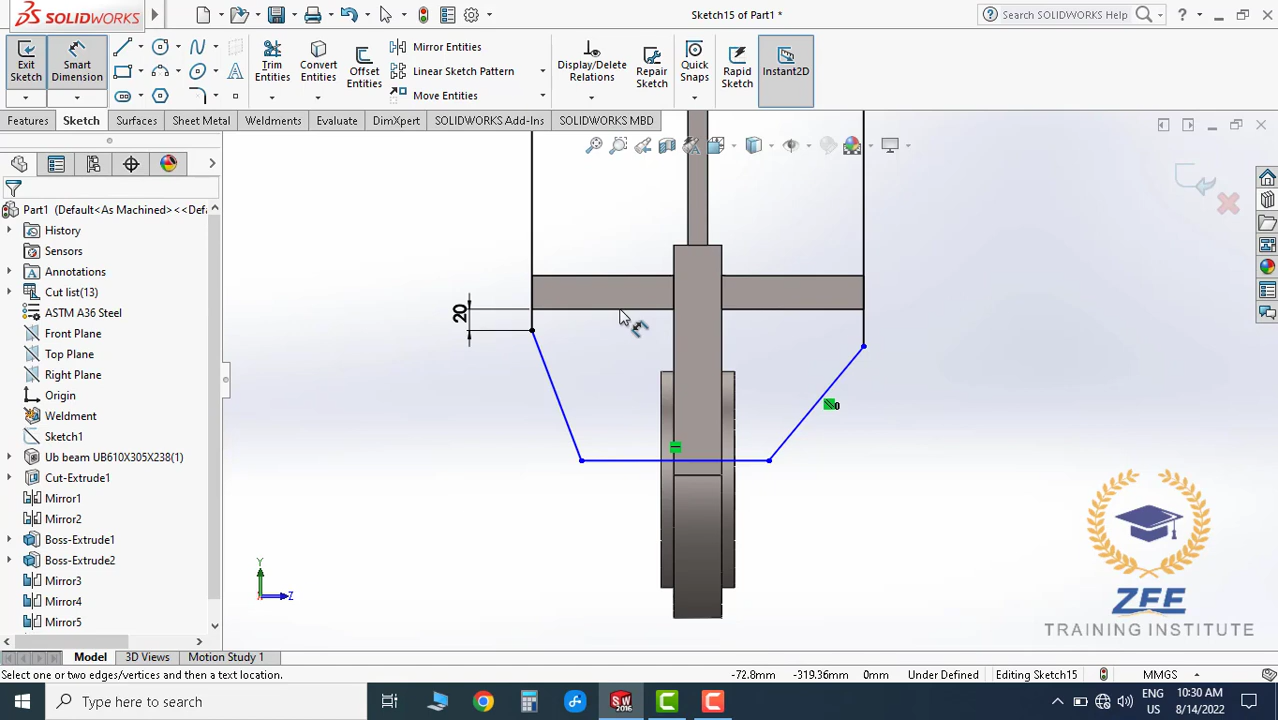 SOLIDWORKS
Sketch15 of Part1 *
Search SOLIDWORKS Help
Exit Sketch
Smart Dimension
Trim Entities
Convert Entities
Offset Entities
Mirror Entities
Linear Sketch Pattern
Move Entities
Display/Delete Relations
Repair Sketch
Quick Snaps
Rapid Sketch
Instant2D
Features
Sketch
Surfaces
Sheet Metal
Weldments
Evaluate
DimXpert
SOLIDWORKS Add-Ins
SOLIDWORKS MBD
Part1 (Default<As Machined><<Defa
History
Sensors
Annotations
Cut list(13)
ASTM A36 Steel
Front Plane
Top Plane
Right Plane
Origin
Weldment
Sketch1
Ub beam UB610X305X238(1)
Cut-Extrude1
Mirror1
Mirror2
Boss-Extrude1
Boss-Extrude2
Mirror3
Mirror4
Mirror5
20
0
Y
Z
ZFE
TRAINING INSTITUTE
Model
3D Views
Motion Study 1
Select one or two edges/vertices and then a text location.
-72.8mm
-319.36mm
0mm
Under Defined
Editing Sketch15
MMGS
Type here to search
SW
2016
ENG
US
10:30 AM
8/14/2022